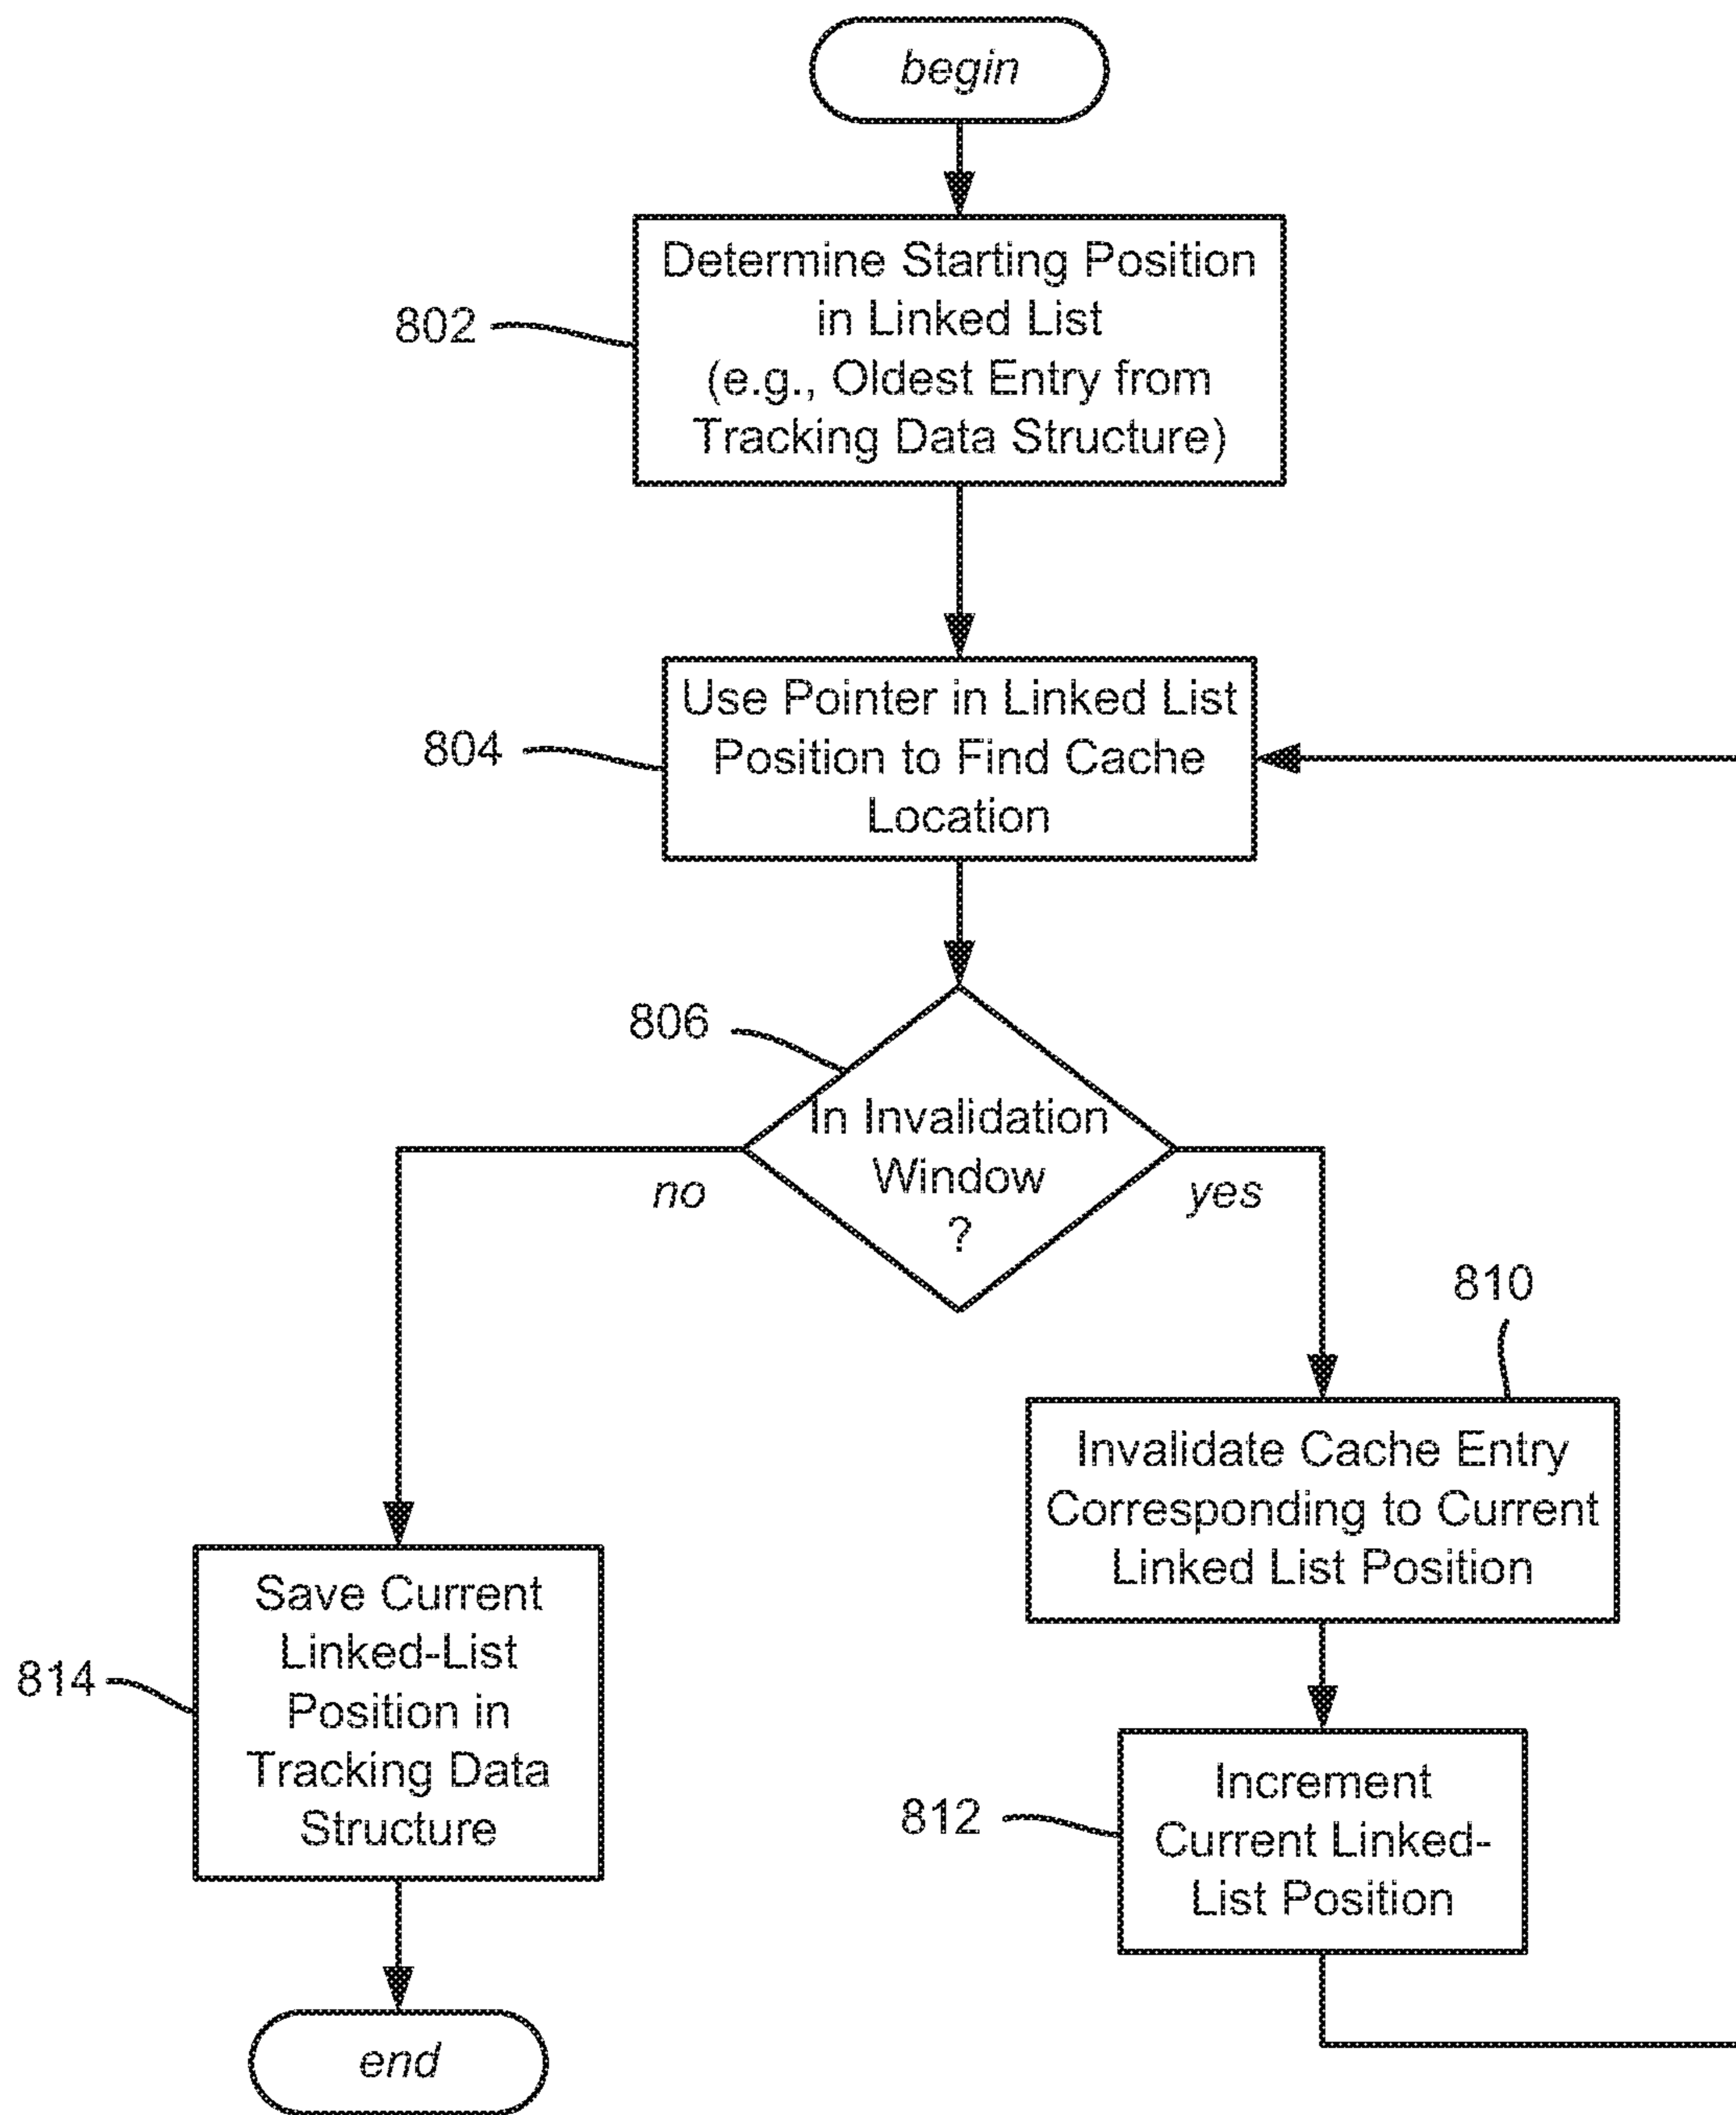 begin
802
Determine Starting Position
in Linked List
(e.g., Oldest Entry from
Tracking Data Structure)
804
Use Pointer in Linked List
Position to Find Cache
Location
806
In Invalidation
Window
?
no
yes
810
Invalidate Cache Entry
Corresponding to Current
Linked List Position
814
Save Current
Linked-List
Position in
Tracking Data
Structure
812
Increment
Current Linked-
List Position
end